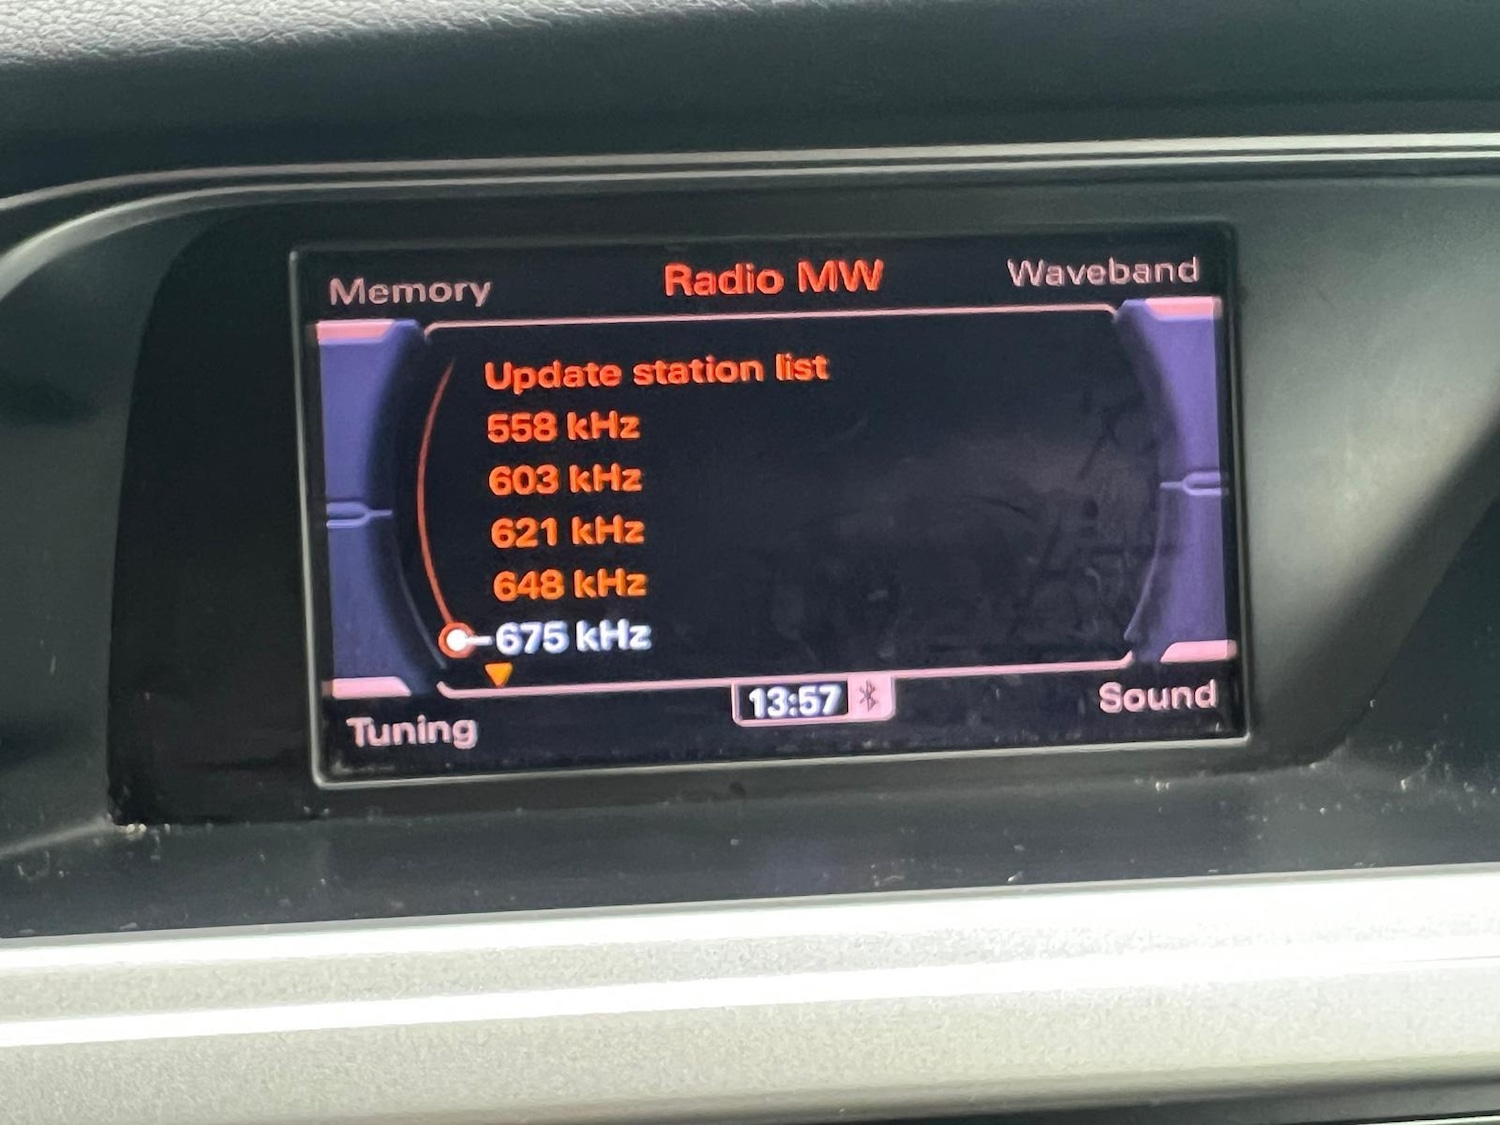 Memory Radio MW Waveband
Update station list
558 kHz
603 kHz
621 kHz
648 kHz
675 kHz
Tuning 13:57 Sound